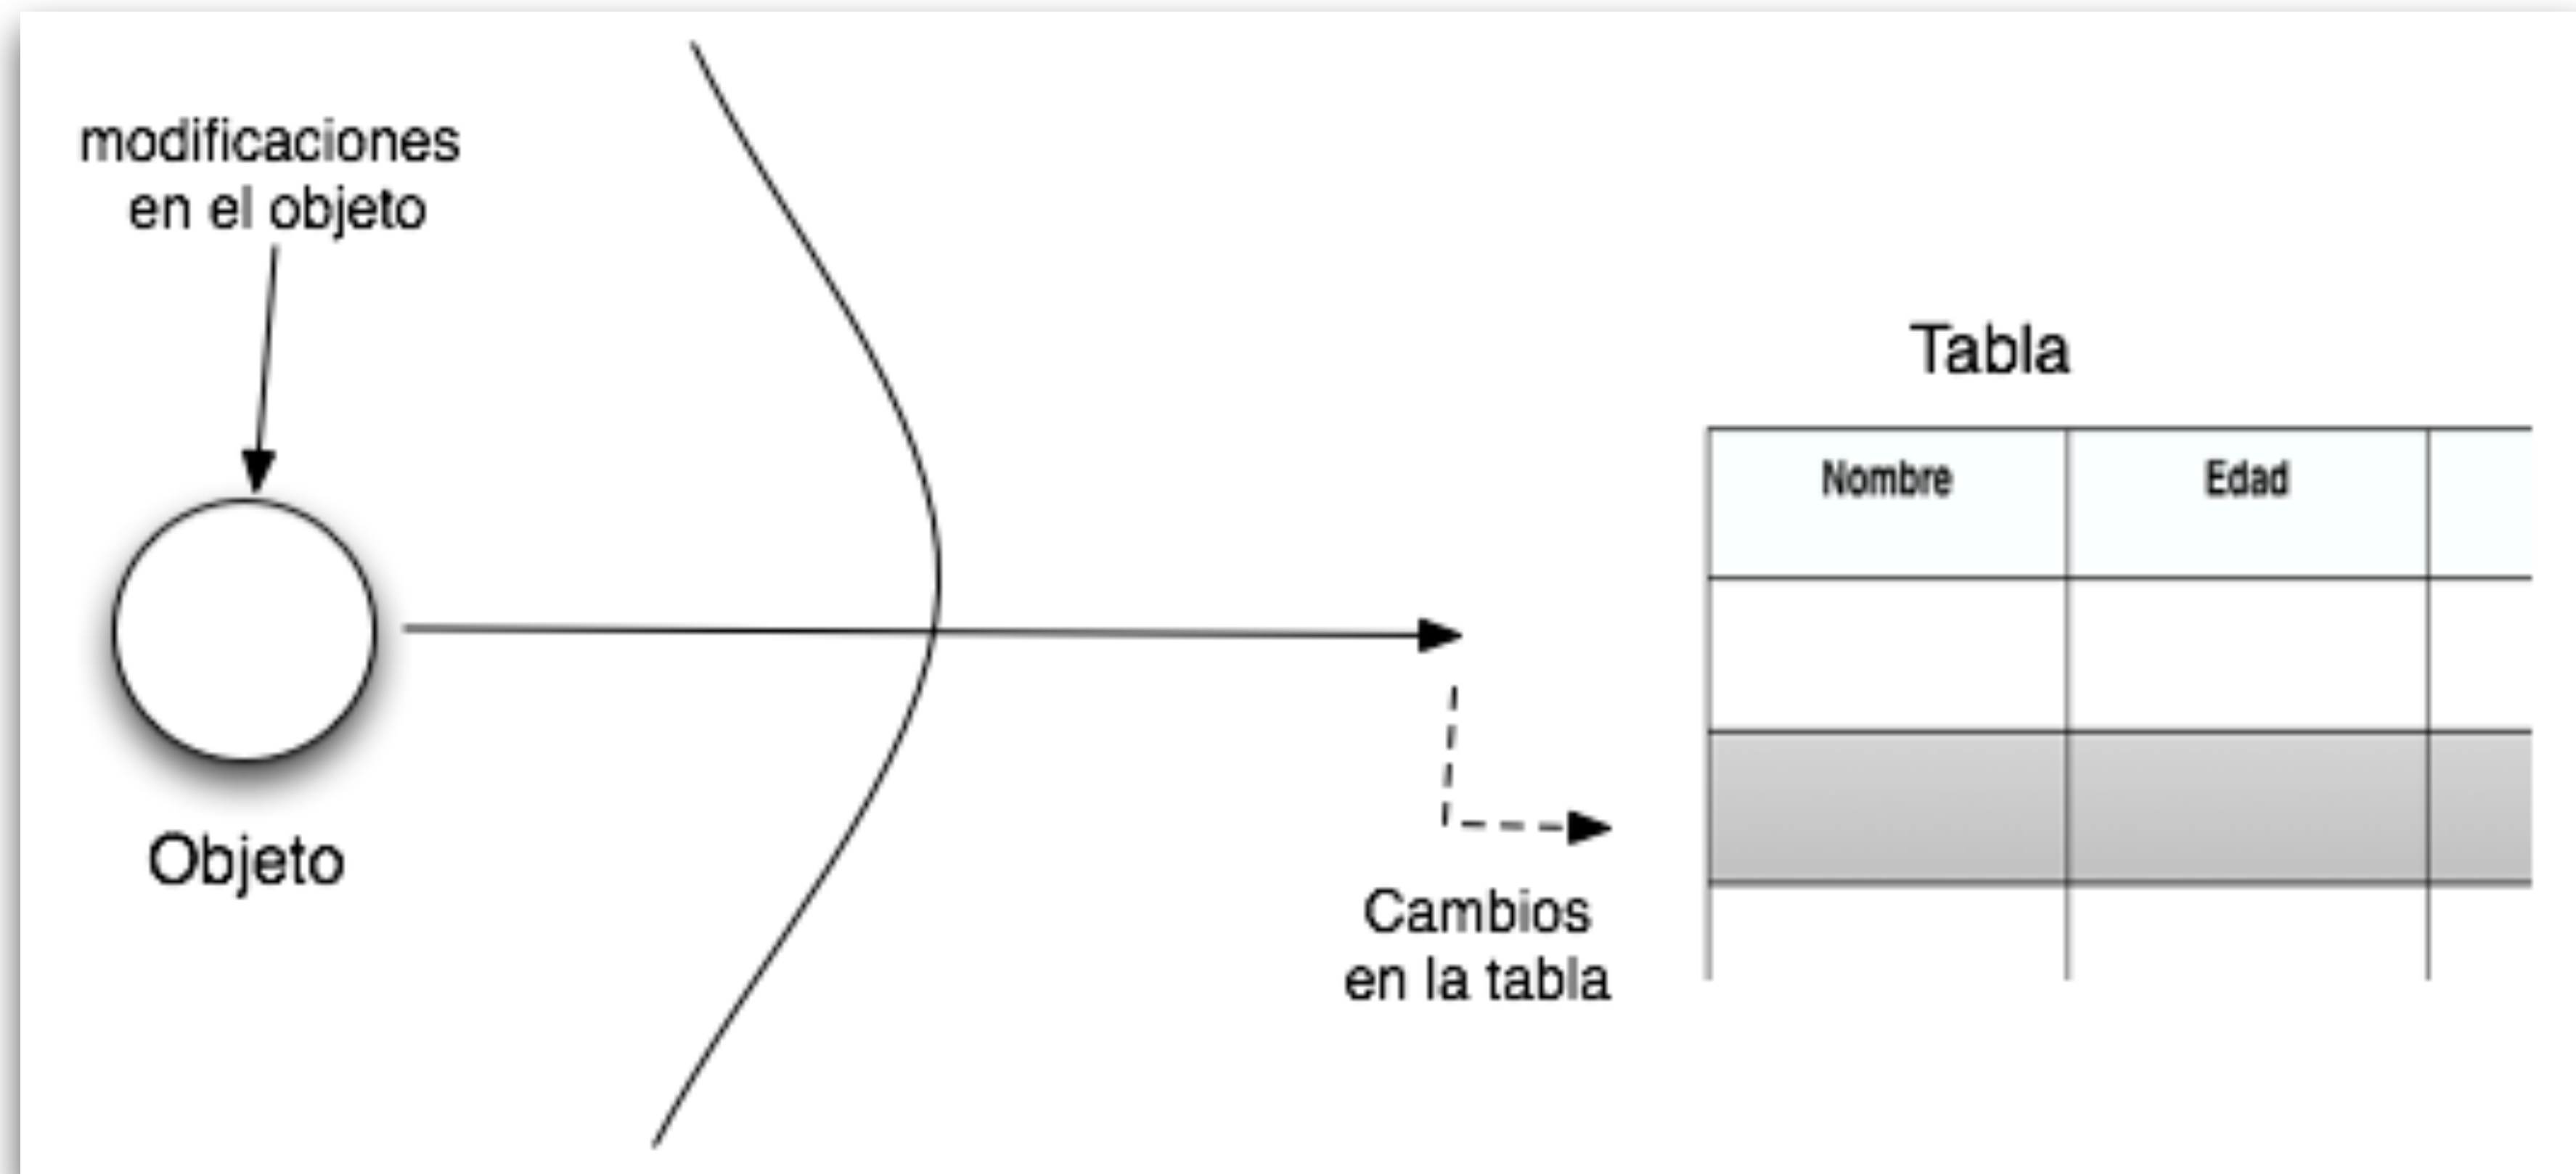 modificaciones
en el objeto
Objeto
Tabla
Nombre Edad
Cambios
en la tabla